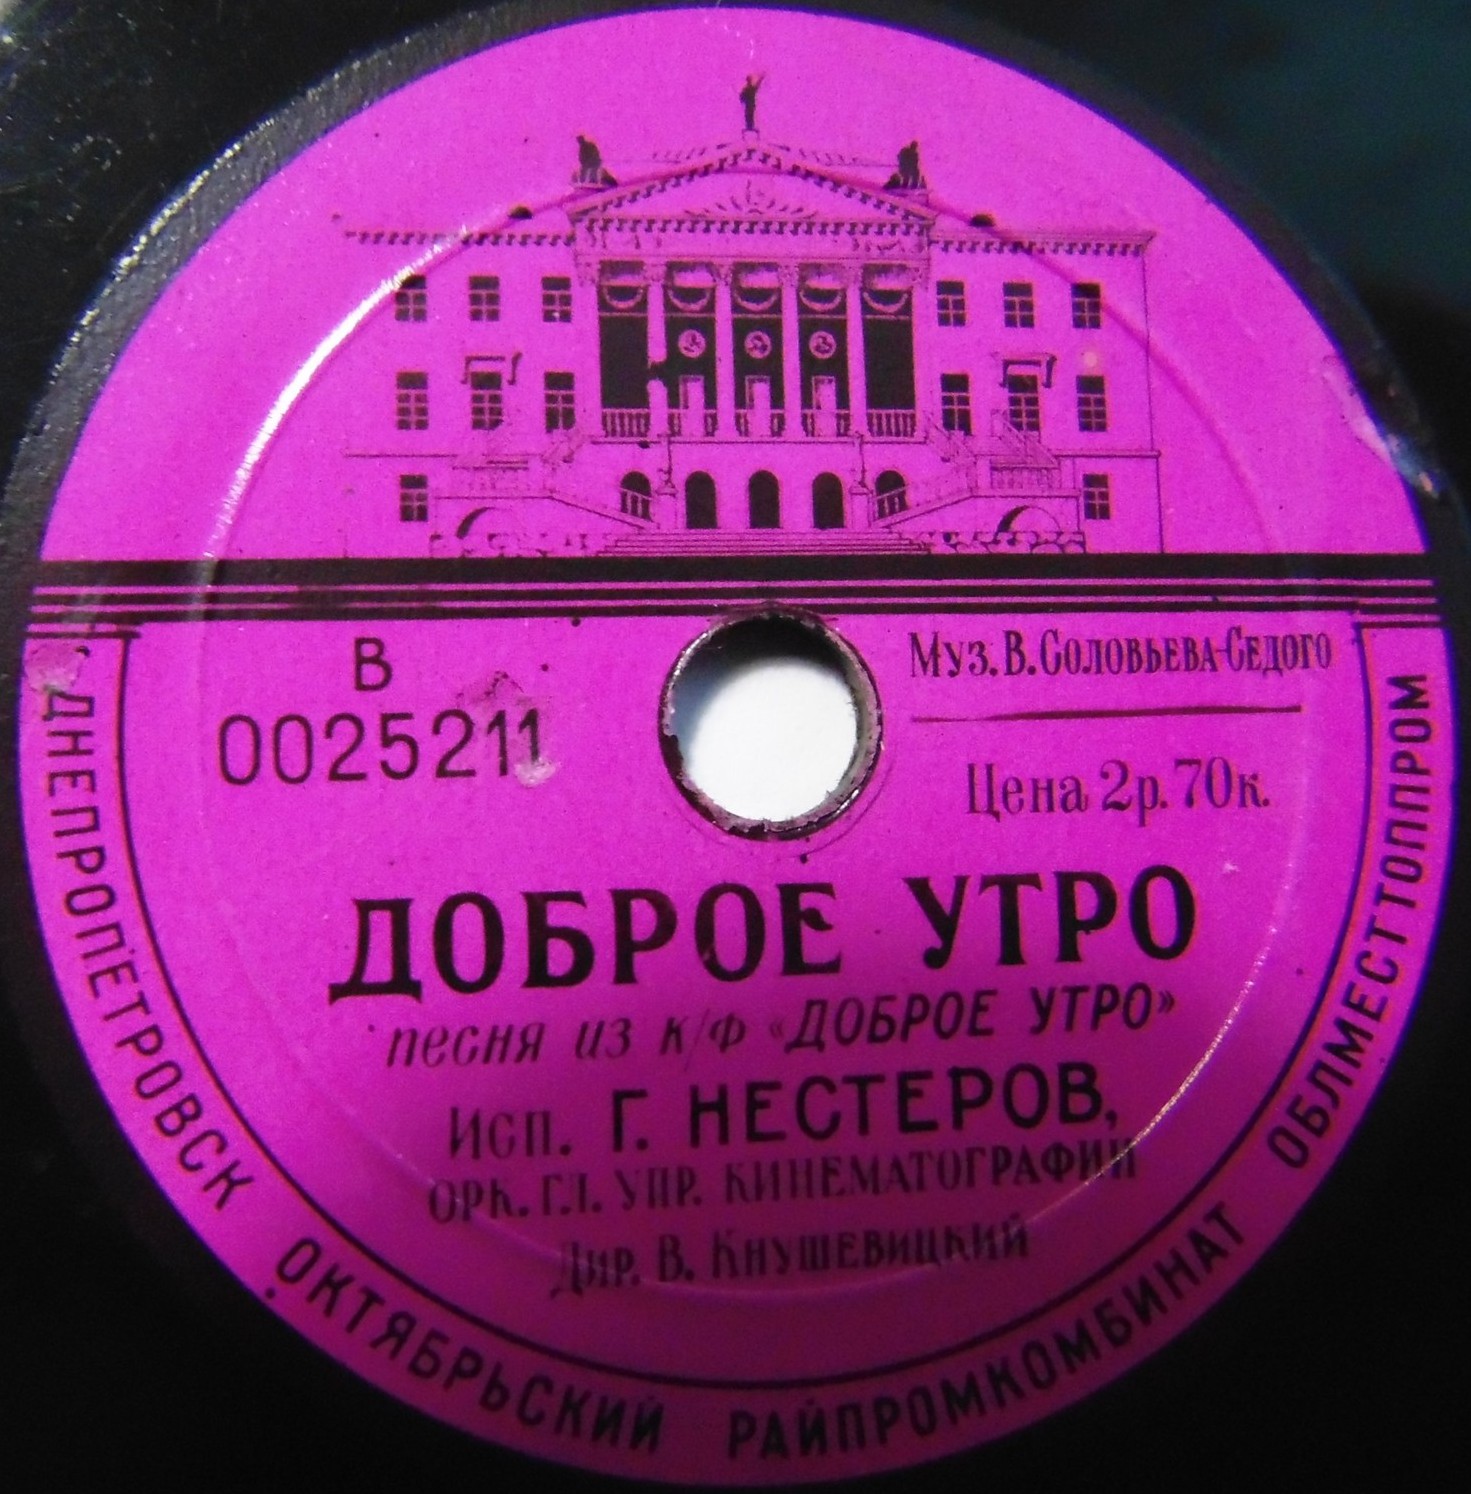 В
0025211
Муз. В. Соловьева-Седого
Цена 2р. 70к.
ДОБРОЕ УТРО
песня из к/ф «ДОБРОЕ УТРО»
Исп. Г. НЕСТЕРОВ,
ОРК. ГЛ. УПР. КИНЕМАТОГРАФИИ
Дир. В. Кнушевицкий
ДНЕПРОПЕТРОВСК ОКТЯБРЬСКИЙ РАЙПРОМКОМБИНАТ ОБЛМЕСТТОППРОМ